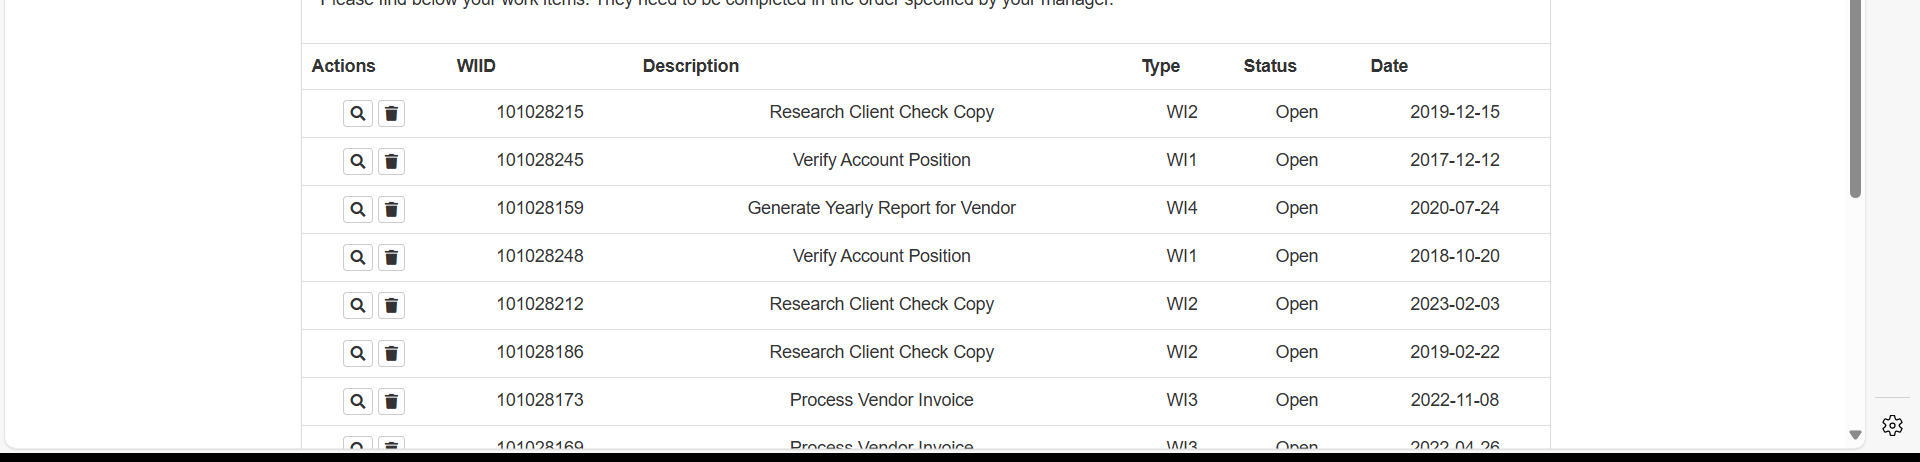 Please find below your work items. They need to be completed in the order specified by your manager.
Actions WIID Description Type Status Date
101028215 Research Client Check Copy WI2 Open 2019-12-15
101028245 Verify Account Position WI1 Open 2017-12-12
101028159 Generate Yearly Report for Vendor WI4 Open 2020-07-24
101028248 Verify Account Position WI1 Open 2018-10-20
101028212 Research Client Check Copy WI2 Open 2023-02-03
101028186 Research Client Check Copy WI2 Open 2019-02-22
101028173 Process Vendor Invoice WI3 Open 2022-11-08
101028169 Process Vendor Invoice WI3 Open 2022-04-26